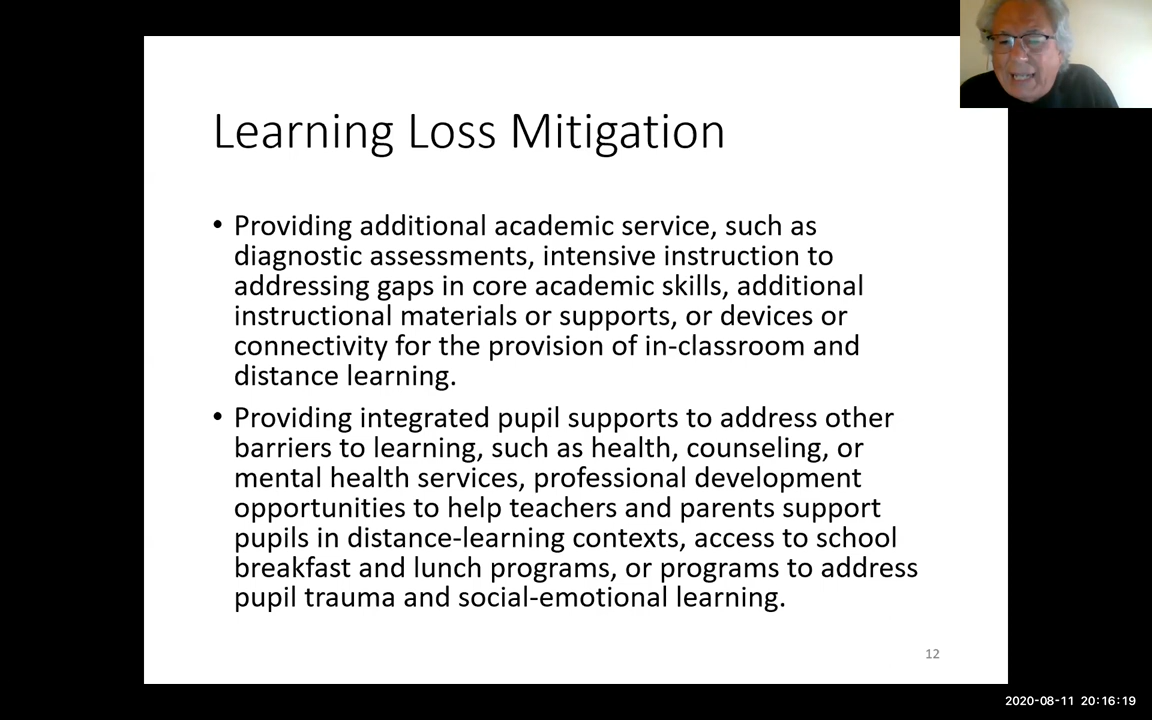 Learning Loss Mitigation
• Providing additional academic service, such as
diagnostic assessments, intensive instruction to
addressing gaps in core academic skills, additional
instructional materials or supports, or devices or
connectivity for the provision of in-classroom and
distance learning.
• Providing integrated pupil supports to address other
barriers to learning, such as health, counseling, or
mental health services, professional development
opportunities to help teachers and parents support
pupils in distance-learning contexts, access to school
breakfast and lunch programs, or programs to address
pupil trauma and social-emotional learning.
12
2020-08-11 20:16:19